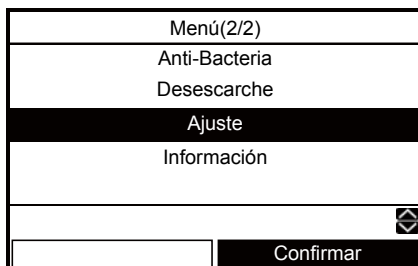 Menú(2/2)
Anti-Bacteria
Desescarche
Ajuste
Información
Confirmar